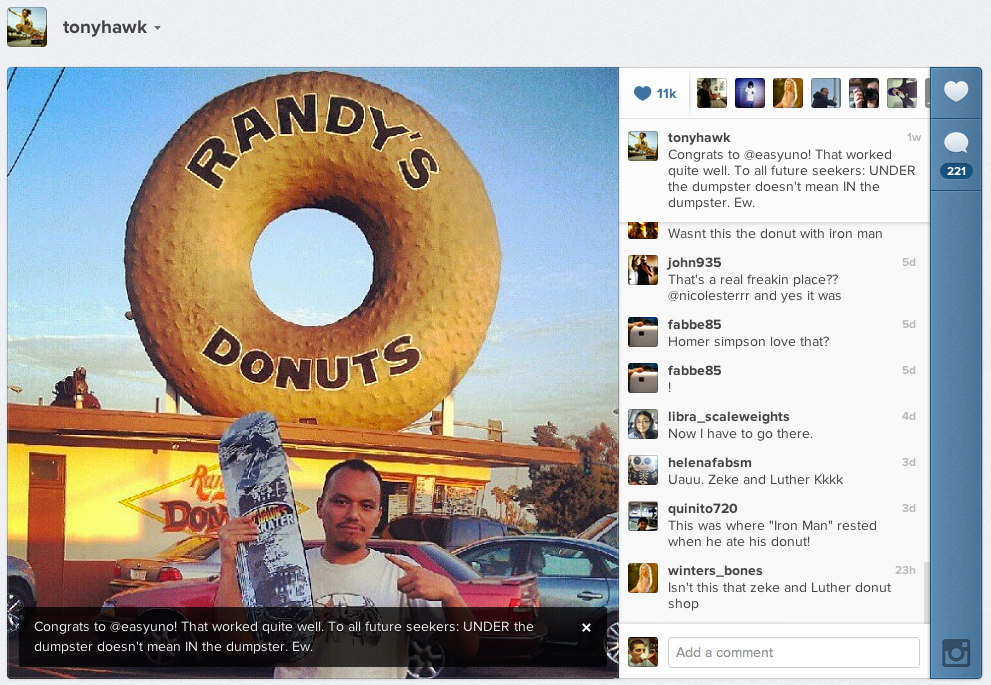 tonyhawk
RANDY'S
DONUTS
DON
KATER
Congrats to @easyuno! That worked quite well. To all future seekers: UNDER the
dumpster doesn't mean IN the dumpster. Ew.
×
11k
tonyhawk
1w
Congrats to @easyuno! That worked
quite well. To all future seekers: UNDER
the dumpster doesn't mean IN the
dumpster. Ew.
Wasnt this the donut with iron man
john935
5d
That's a real freakin place??
@nicolesterrr and yes it was
fabbe85
5d
Homer simpson love that?
fabbe85
5d
!
libra_scaleweights
4d
Now I have to go there.
helenafabsm
3d
Uauu. Zeke and Luther Kkkk
quinito720
3d
This was where "Iron Man" rested
when he ate his donut!
winters_bones
23h
Isn't this that zeke and Luther donut
shop
Add a comment
221